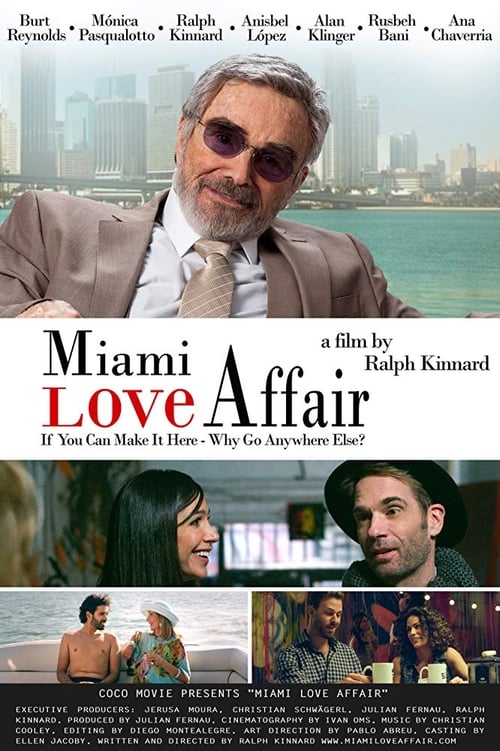 Burt Reynolds • Mónica Pasqualotto • Ralph Kinnard • Anisbel López • Alan Klinger • Rusbeh Bani • Ana Chaverria
a film by
Ralph Kinnard
Miami
Love Affair
If You Can Make It Here - Why Go Anywhere Else?
COCO MOVIE PRESENTS "MIAMI LOVE AFFAIR"
EXECUTIVE PRODUCERS: JERUSA MOURA, CHRISTIAN SCHWÄGERL, JULIAN FERNAU, RALPH
KINNARD, PRODUCED BY JULIAN FERNAU, CINEMATOGRAPHY BY IVAN OMS, MUSIC BY CHRISTIAN
COOLEY, EDITING BY DIEGO MONTEALEGRE, ART DIRECTION BY PABLO ABREU, CASTING BY
ELLEN JACOBY, WRITTEN AND DIRECTED BY RALPH KINNARD WWW.MIAMILOVEAFFAIR.COM